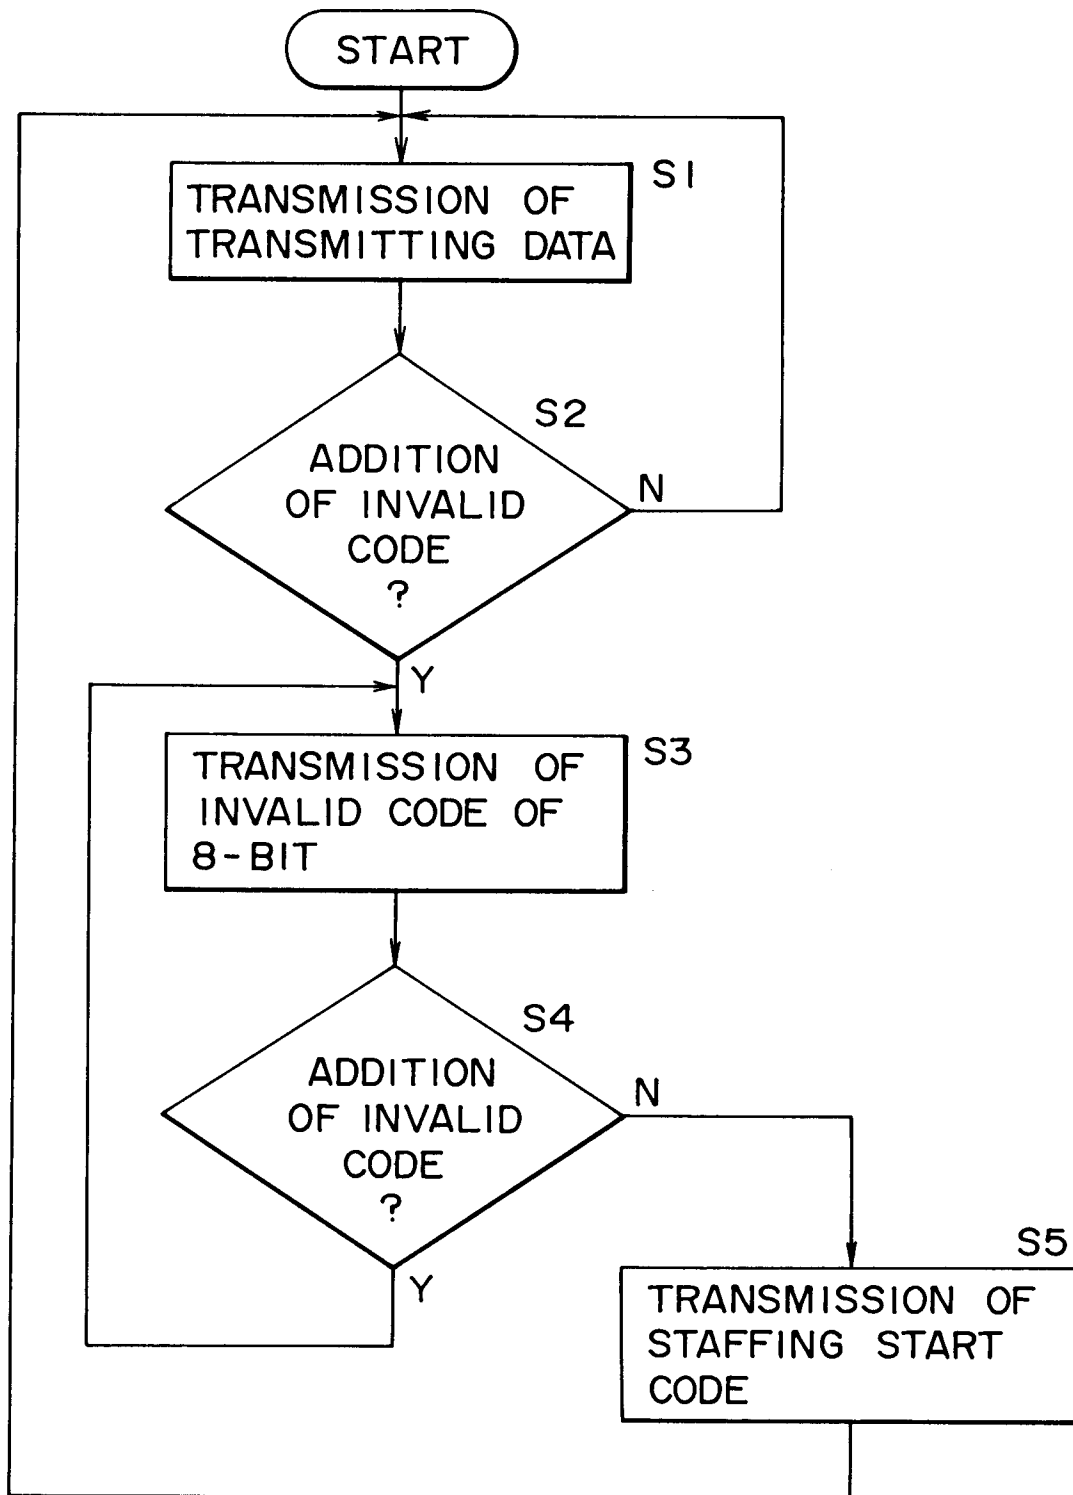 START
S1
TRANSMISSION OF
TRANSMITTING DATA
S2
ADDITION
OF INVALID
CODE
?
N
Y
S3
TRANSMISSION OF
INVALID CODE OF
8-BIT
S4
ADDITION
OF INVALID
CODE
?
N
Y
S5
TRANSMISSION OF
STAFFING START
CODE